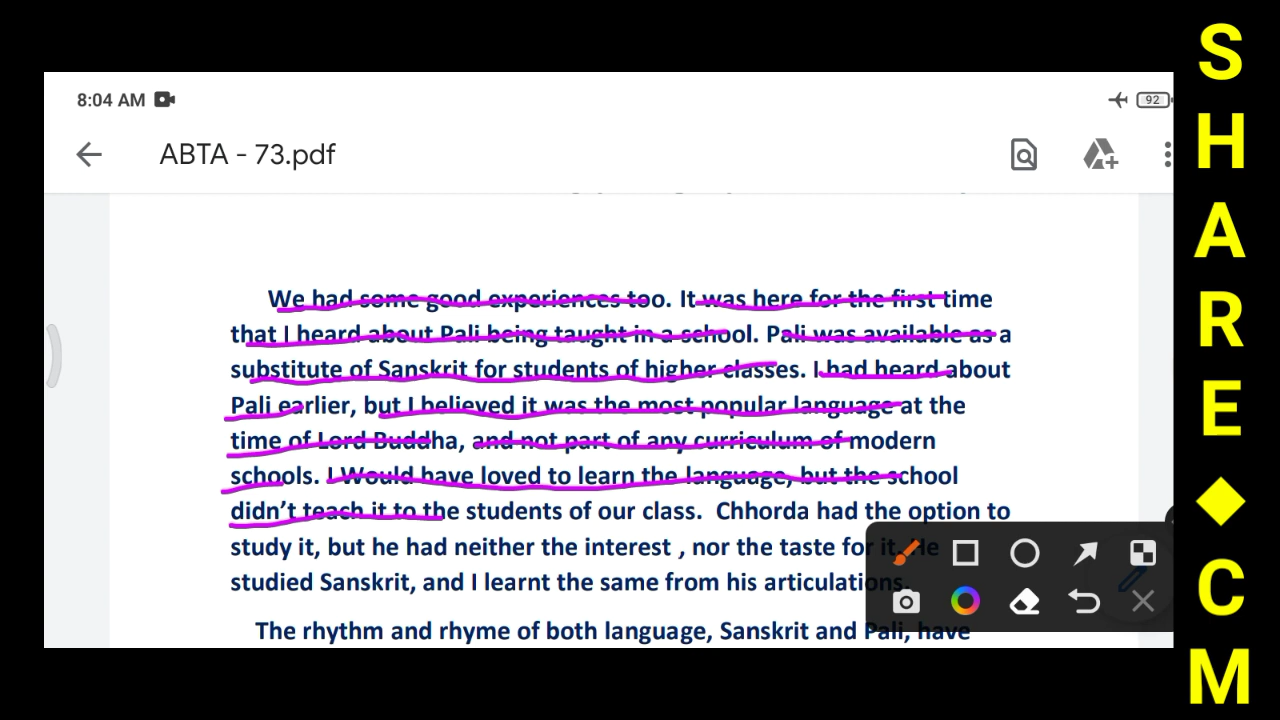 8:04 AM
92
ABTA - 73.pdf
We had some good experiences too. It was here for the first time
that I heard about Pali being taught in a school. Pali was available as a
substitute of Sanskrit for students of higher classes. I had heard about
Pali earlier, but I believed it was the most popular language at the
time of Lord Buddha, and not part of any curriculum of modern
schools. I Would have loved to learn the language, but the school
didn't teach it to the students of our class.  Chhorda had the option to
study it, but he had neither the interest , nor the taste for it. He
studied Sanskrit, and I learnt the same from his articulations.
The rhythm and rhyme of both language, Sanskrit and Pali, have
SHARE◆CM